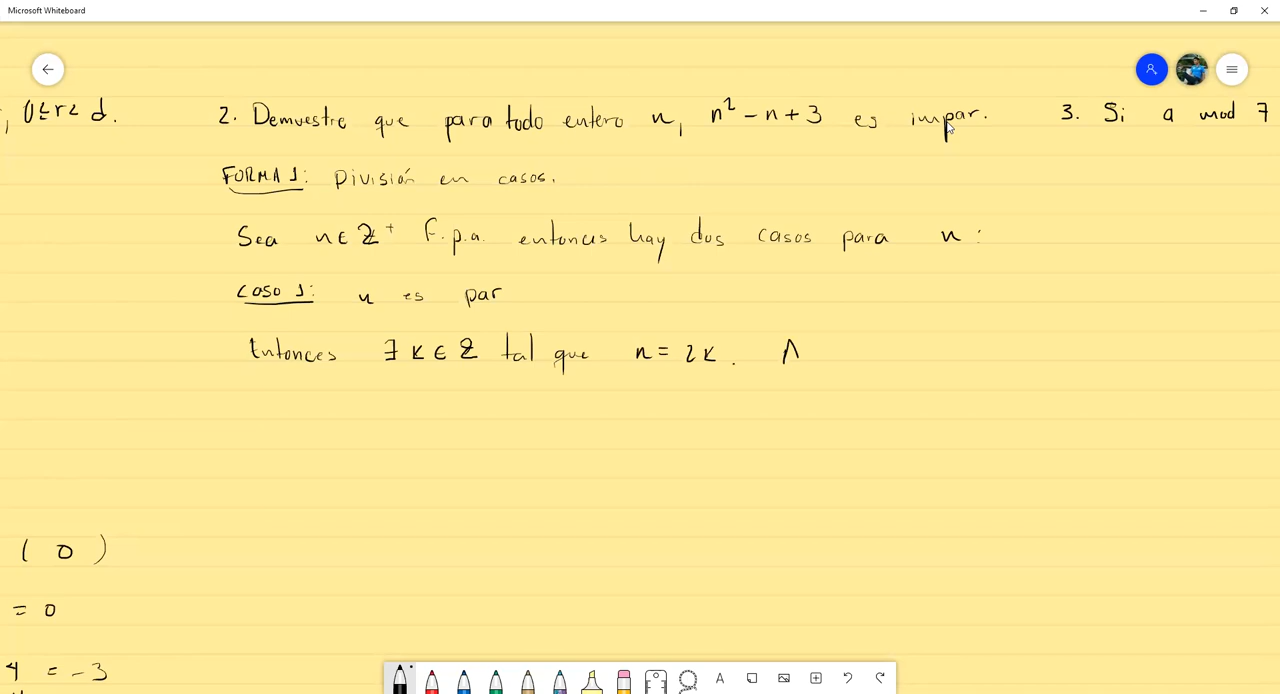 Microsoft Whiteboard
, 0 ≤ r < d.
2. Demuestre que para todo entero n, n² - n + 3 es impar.
3. Si a mod 7
FORMA 1: División en casos.
Sea n ∈ Z⁺ F.p.a. entonces hay dos casos para n:
Caso 1: n es par
Entonces ∃ k ∈ Z tal que n = 2k. Λ
( 0 )
= 0
4 = -3
A